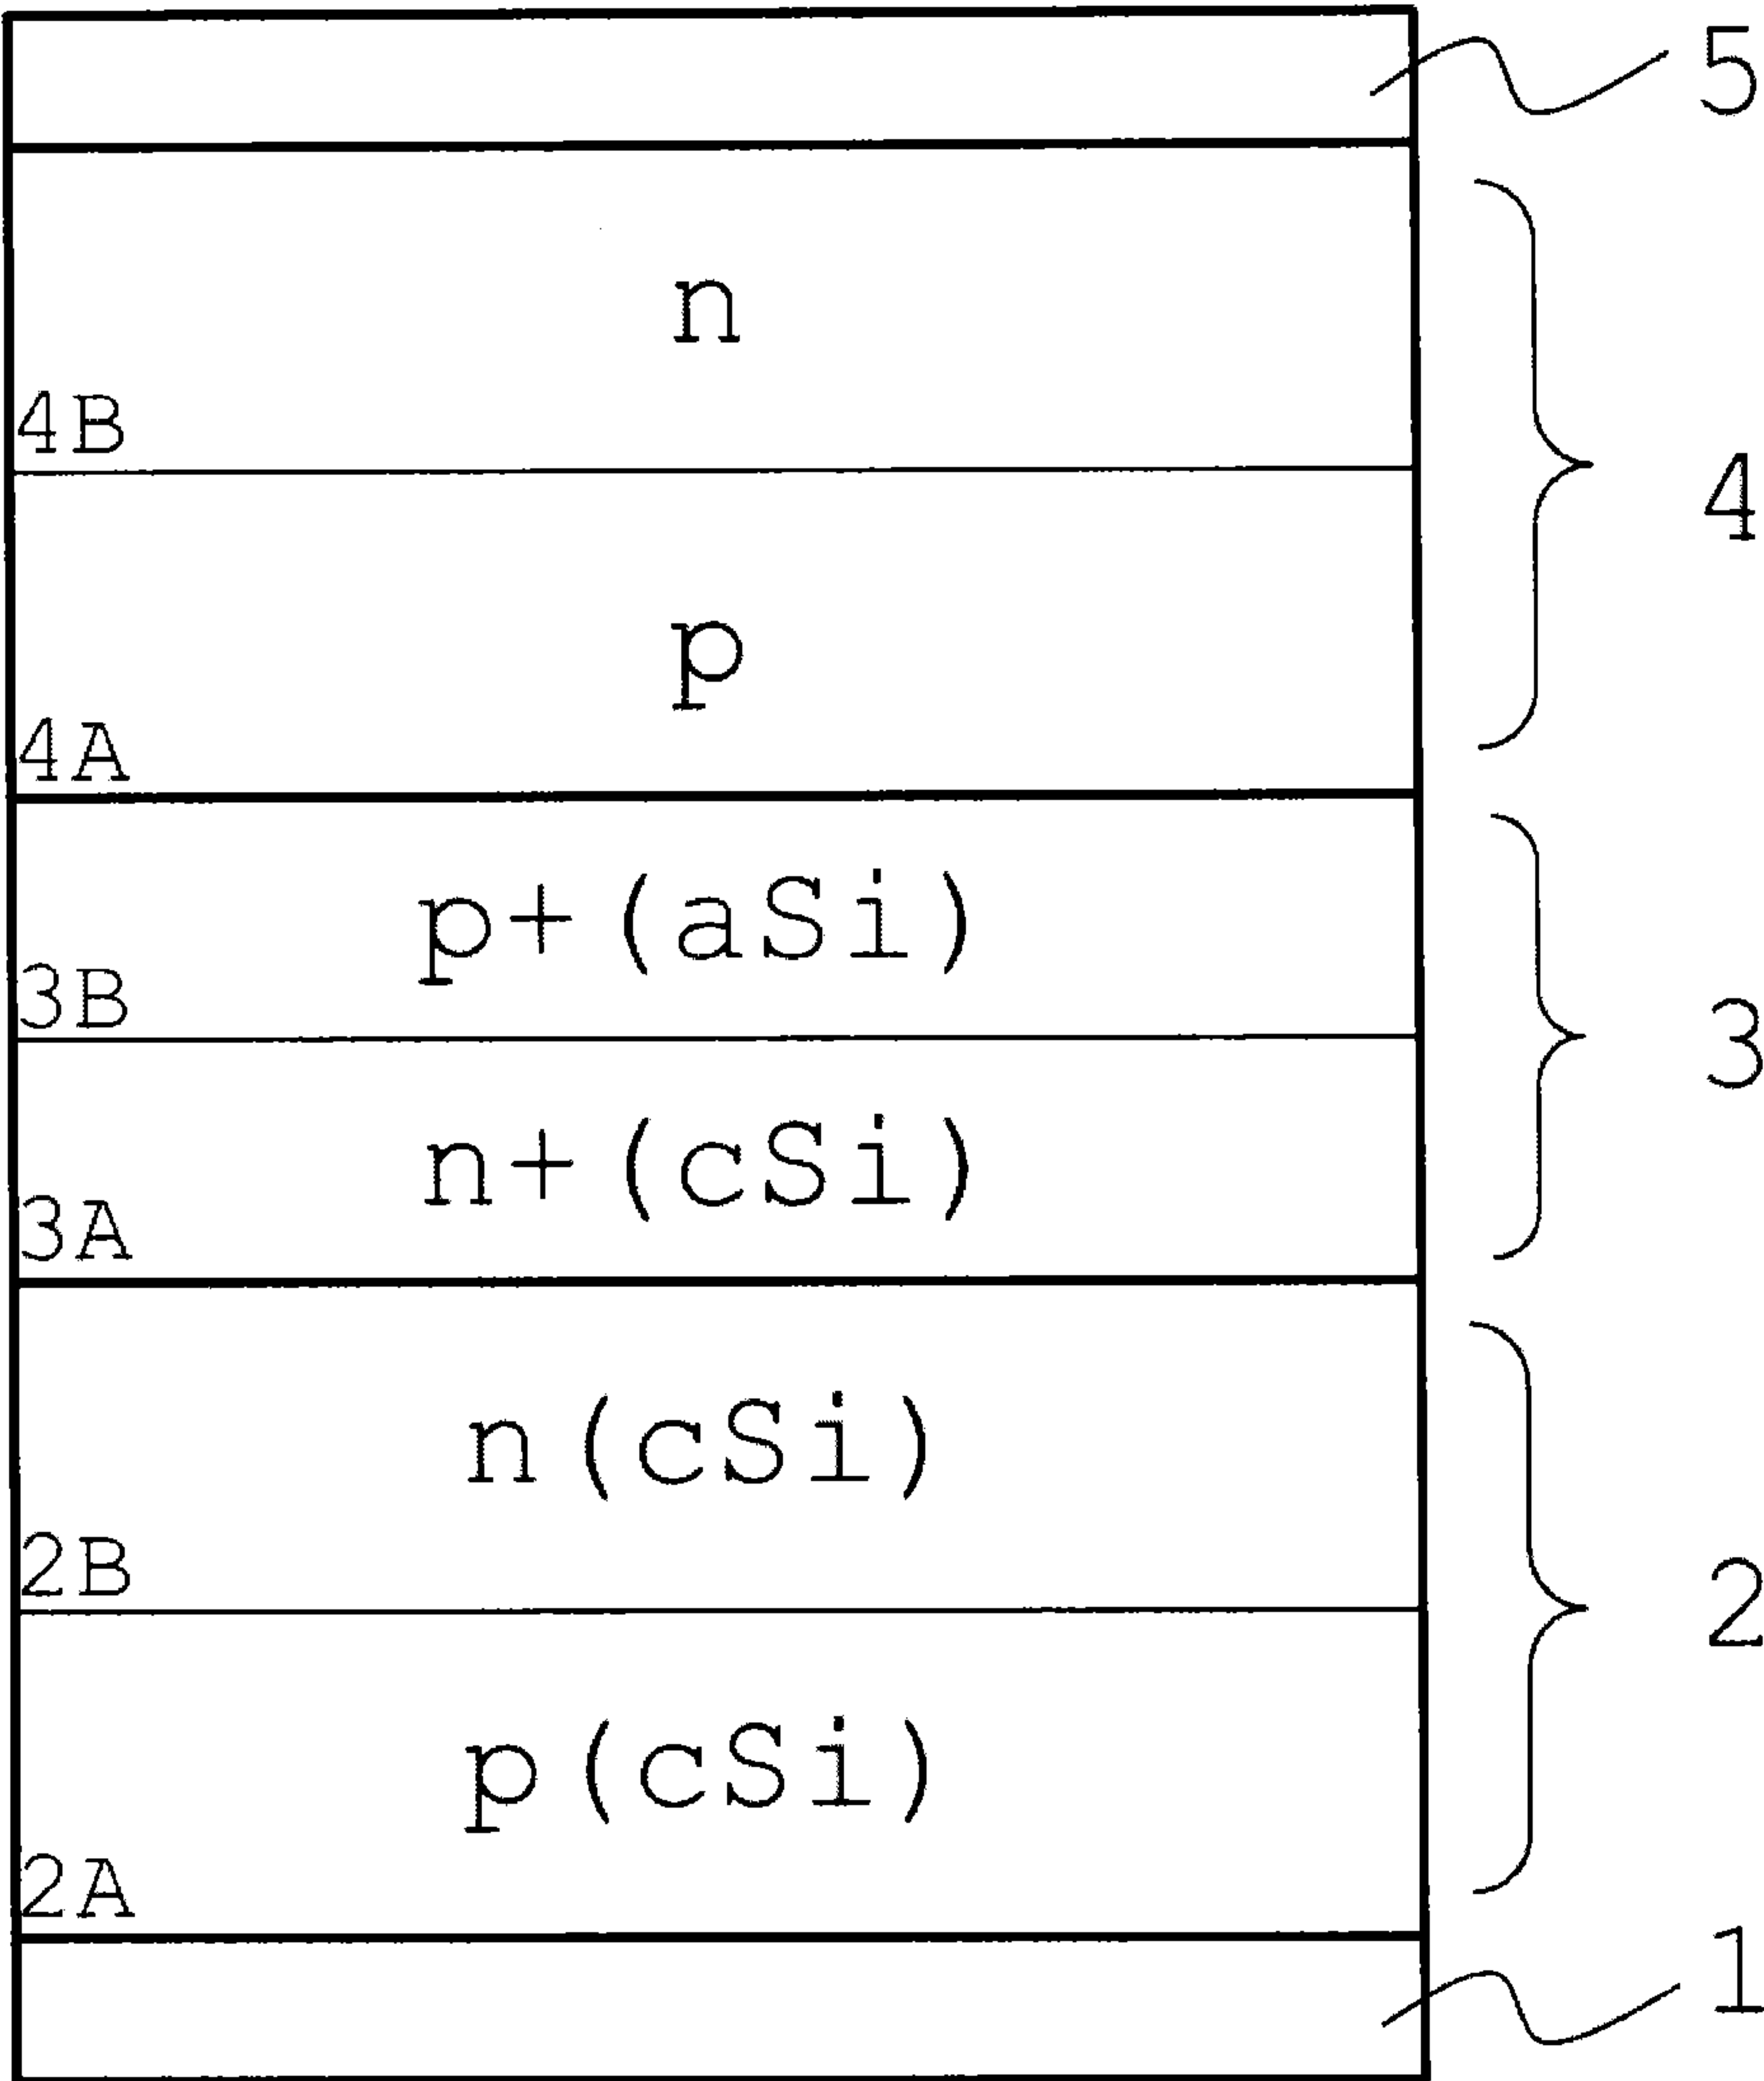 5
n
4B
4
p
4A
p+(aSi)
3B
3
n+(cSi)
3A
n(cSi)
2B
2
p(cSi)
2A
1